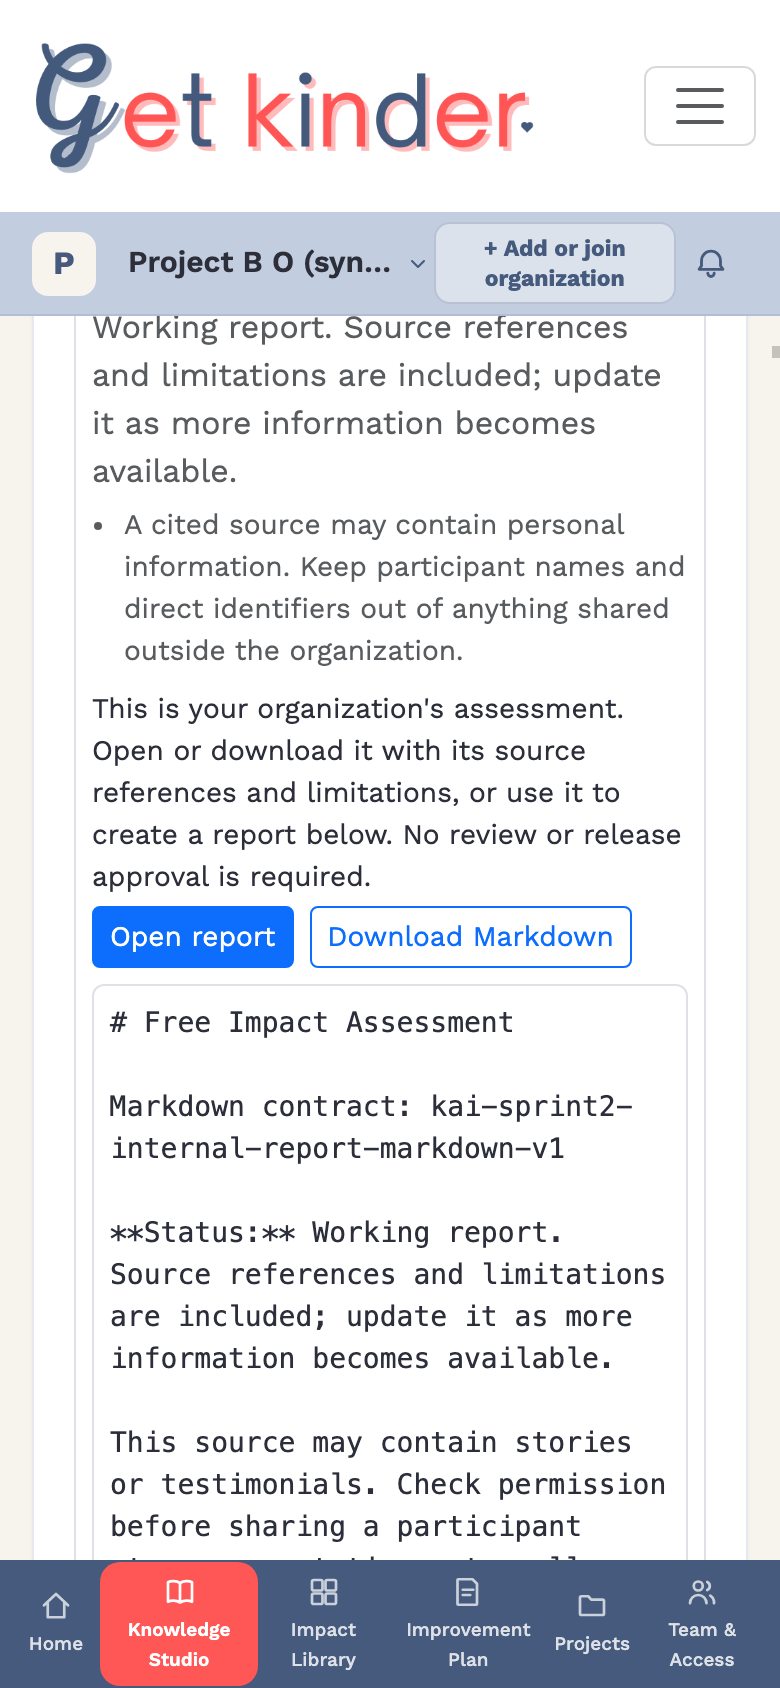 Get kinder
P
Project B O (syn...
+ Add or join
organization
Working report. Source references
and limitations are included; update
it as more information becomes
available.
• A cited source may contain personal
information. Keep participant names and
direct identifiers out of anything shared
outside the organization.
This is your organization's assessment.
Open or download it with its source
references and limitations, or use it to
create a report below. No review or release
approval is required.
Open report
Download Markdown
# Free Impact Assessment
Markdown contract: kai-sprint2-
internal-report-markdown-v1
**Status:** Working report.
Source references and limitations
are included; update it as more
information becomes available.
This source may contain stories
or testimonials. Check permission
before sharing a participant
Home
Knowledge
Studio
Impact
Library
Improvement
Plan
Projects
Team &
Access